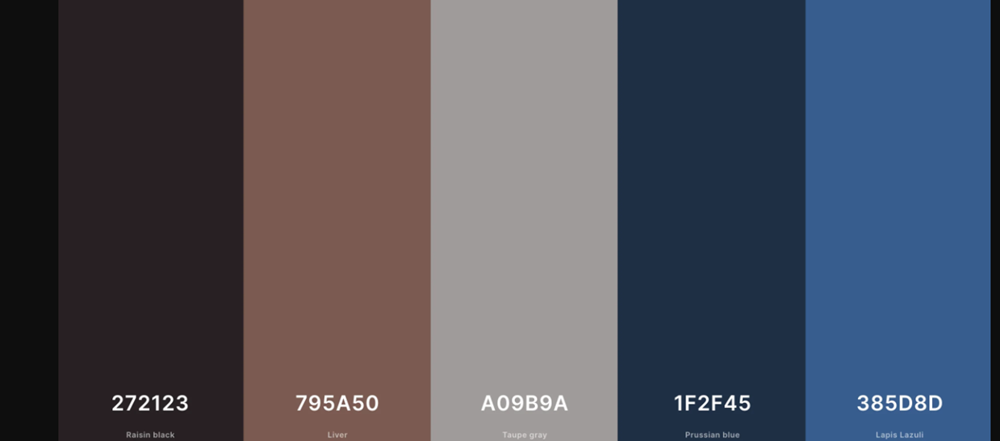 272123 795A50 A09B9A 1F2F45 385D8D
Raisin black Liver Taupe gray Prussian blue Lapis Lazuli